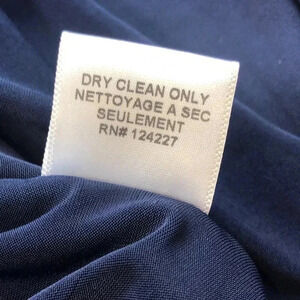 DRY CLEAN ONLY
NETTOYAGE A SEC
SEULEMENT
RN# 124227